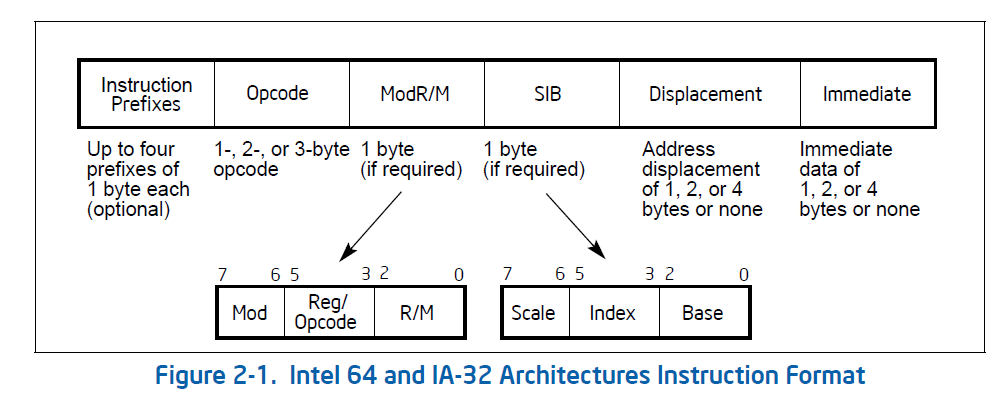 Instruction
Prefixes
Opcode
ModR/M
SIB
Displacement
Immediate
Up to four
prefixes of
1 byte each
(optional)
1-, 2-, or 3-byte
opcode
1 byte
(if required)
1 byte
(if required)
Address
displacement
of 1, 2, or 4
bytes or none
Immediate
data of
1, 2, or 4
bytes or none
7 6 5 3 2 0
Mod
Reg/
Opcode
R/M
7 6 5 3 2 0
Scale
Index
Base
Figure 2-1. Intel 64 and IA-32 Architectures Instruction Format